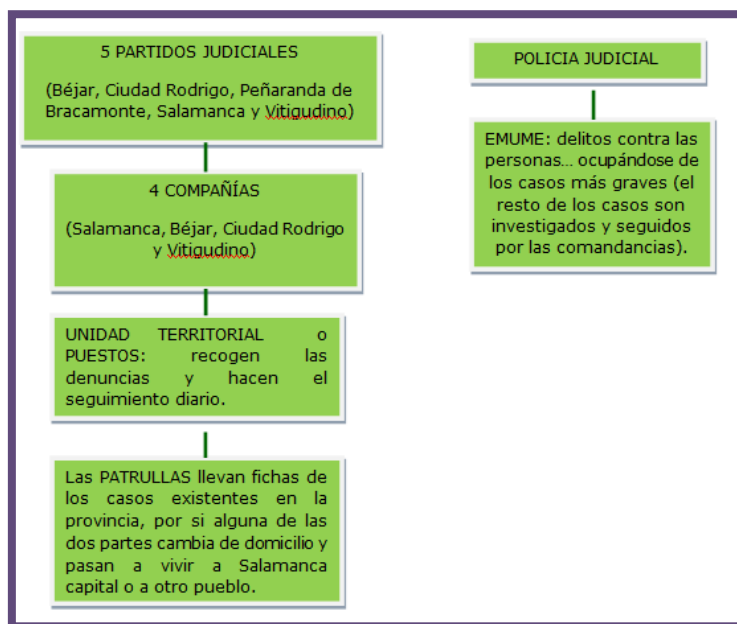 5 PARTIDOS JUDICIALES
(Béjar, Ciudad Rodrigo, Peñaranda de
Bracamonte, Salamanca y Vitigudino)
4 COMPAÑÍAS
(Salamanca, Béjar, Ciudad Rodrigo
y Vitigudino)
UNIDAD TERRITORIAL o
PUESTOS: recogen las
denuncias y hacen el
seguimiento diario.
Las PATRULLAS llevan fichas de
los casos existentes en la
provincia, por si alguna de las
dos partes cambia de domicilio y
pasan a vivir a Salamanca
capital o a otro pueblo.
POLICIA JUDICIAL
EMUME: delitos contra las
personas... ocupándose de
los casos más graves (el
resto de los casos son
investigados y seguidos
por las comandancias).